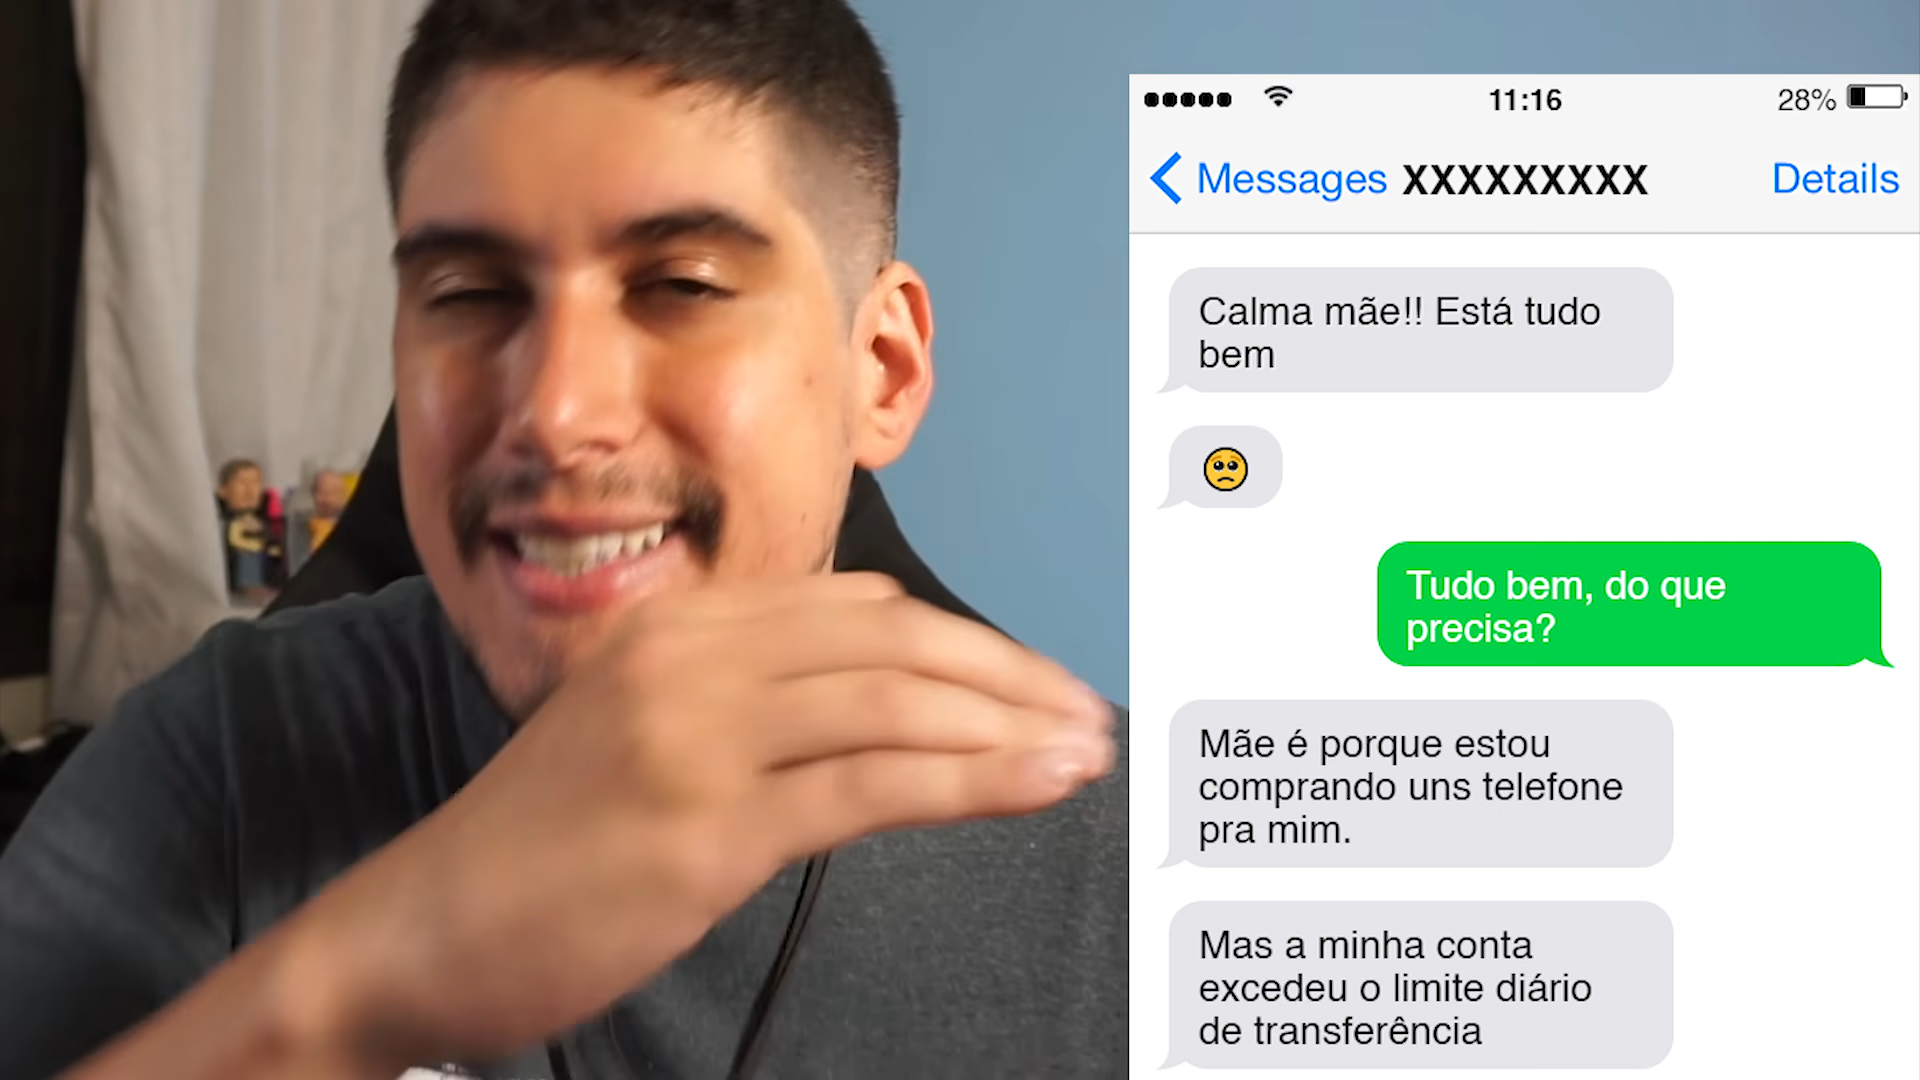 11:16
28%
Messages XXXXXXXXX Details
Calma mãe!! Está tudo
bem
Tudo bem, do que
precisa?
Mãe é porque estou
comprando uns telefone
pra mim.
Mas a minha conta
excedeu o limite diário
de transferência